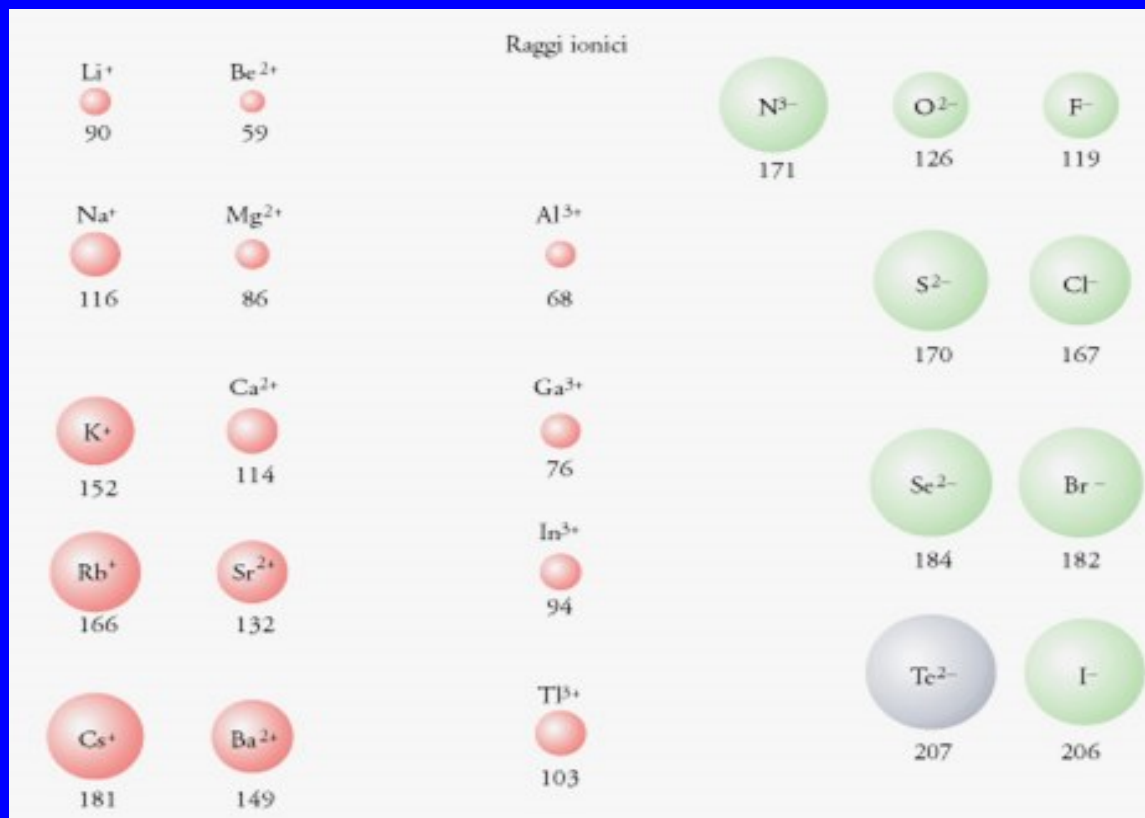 Raggi ionici
Li⁺ Be²⁺
90 59
N³⁻ O²⁻ F⁻
171 126 119
Na⁺ Mg²⁺ Al³⁺
116 86 68
S²⁻ Cl⁻
170 167
Ca²⁺ Ga³⁺
K⁺
152 114 76
Se²⁻ Br⁻
184 182
In³⁺
Rb⁺ Sr²⁺
166 132 94
Te²⁻ I⁻
207 206
Tl³⁺
Cs⁺ Ba²⁺
181 149 103